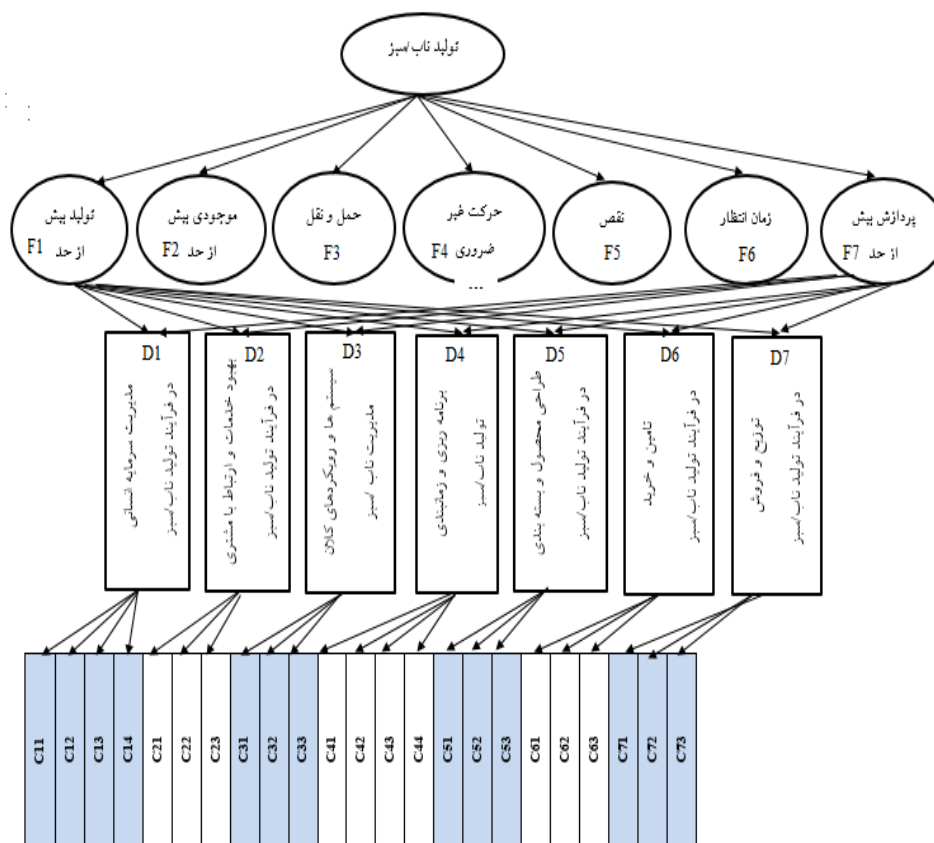 تولید ناب/سبز
تولید بیش
از حد F1
موجودی بیش
از حد F2
حمل و نقل
F3
حرکت غیر
ضروری F4
...
نقص
F5
زمان انتظار
F6
پردازش بیش
از حد F7
D1
مدیریت سرمایه انسانی
در فرآیند تولید ناب/سبز
D2
بهبود خدمات و ارتباط با مشتری
در فرآیند تولید ناب/سبز
D3
سیستم ها و رویکردهای کلان
مدیریت ناب /سبز
D4
برنامه ریزی و زمانبندی
تولید ناب/سبز
D5
طراحی محصول و بسته بندی
در فرآیند تولید ناب/سبز
D6
تامین و خرید
در فرآیند تولید ناب/سبز
D7
توزیع و فروش
در فرآیند تولید ناب/سبز
C11
C12
C13
C14
C21
C22
C23
C31
C32
C33
C41
C42
C43
C44
C51
C52
C53
C61
C62
C63
C71
C72
C73